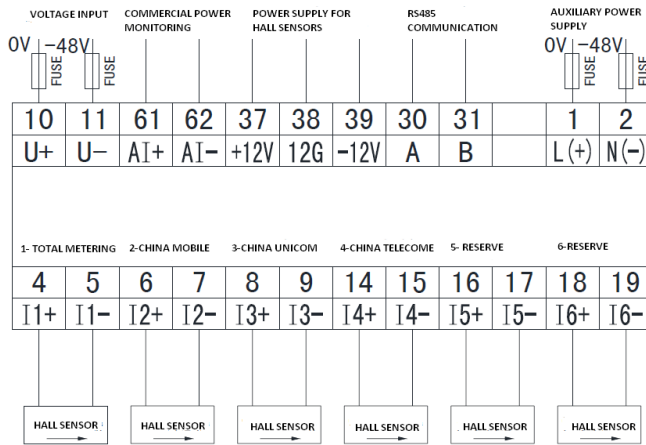 VOLTAGE INPUT
COMMERCIAL POWER
MONITORING
POWER SUPPLY FOR
HALL SENSORS
RS485
COMMUNICATION
AUXILIARY POWER
SUPPLY
0V -48V 0V -48V
FUSE FUSE FUSE FUSE
10 11 61 62 37 38 39 30 31 1 2
U+ U- AI+ AI- +12V 12G -12V A B L(+) N(-)
1- TOTAL METERING 2-CHINA MOBILE 3-CHINA UNICOM 4-CHINA TELECOME 5- RESERVE 6-RESERVE
4 5 6 7 8 9 14 15 16 17 18 19
I1+ I1- I2+ I2- I3+ I3- I4+ I4- I5+ I5- I6+ I6-
HALL SENSOR HALL SENSOR HALL SENSOR HALL SENSOR HALL SENSOR HALL SENSOR